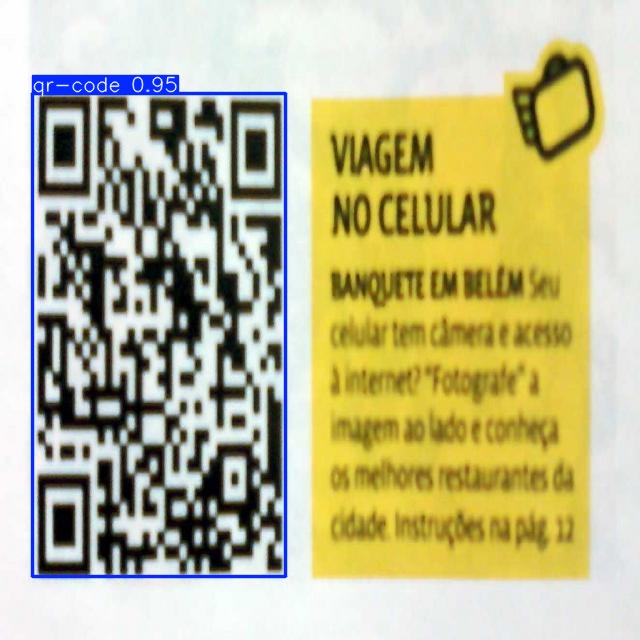 qr-code 0.95
VIAGEM
NO CELULAR
BANQUETE EM BELÉM Seu
celular tem câmera e acesso
à internet? "Fotografe" a
imagem ao lado e conheça
os melhores restaurantes da
cidade. Instruções na pág. 12